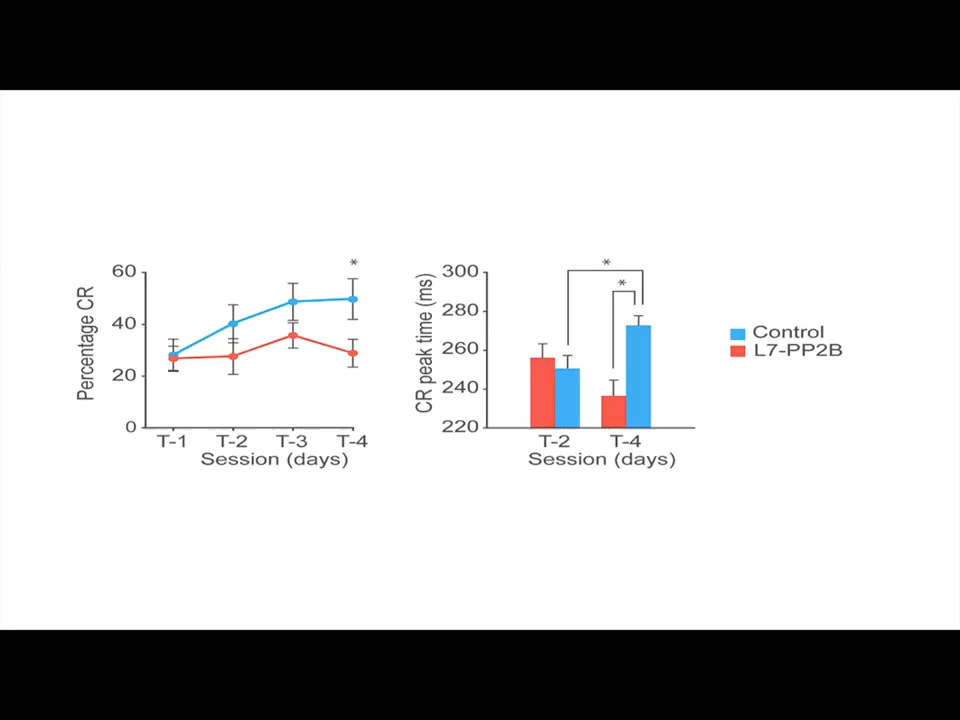 *
60
40
20
0
Percentage CR
T-1 T-2 T-3 T-4
Session (days)
*
*
300
280
260
240
220
CR peak time (ms)
T-2 T-4
Session (days)
Control
L7-PP2B